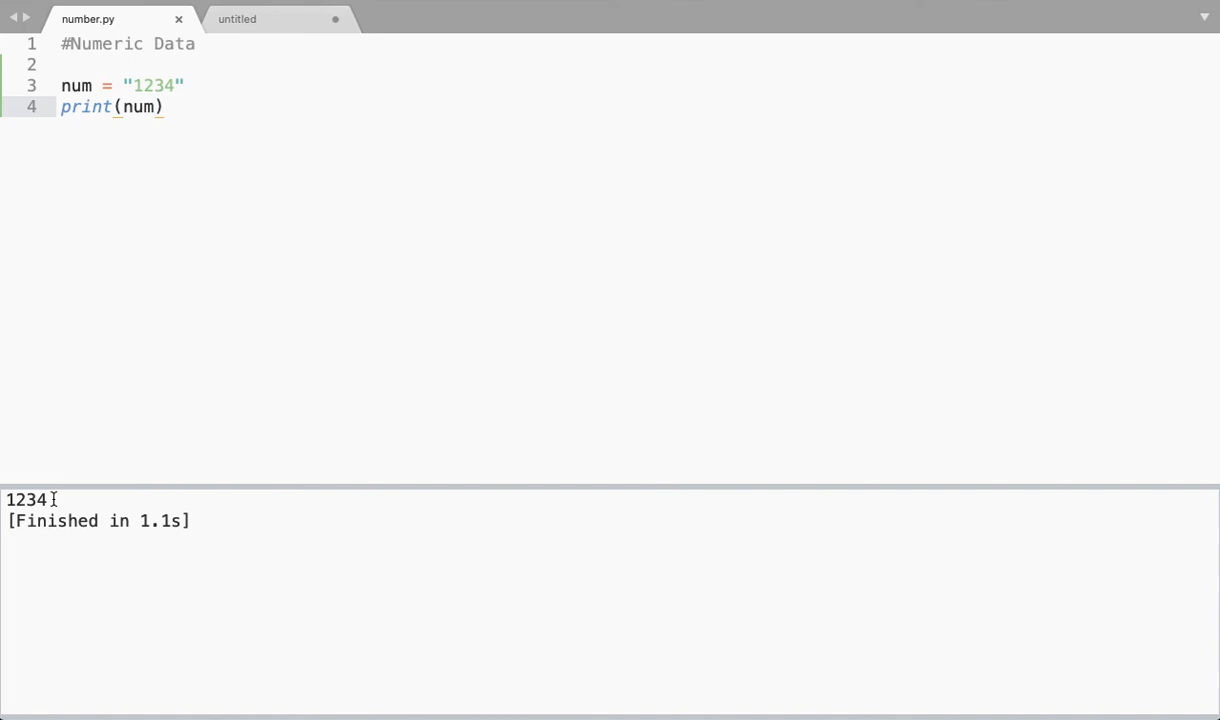 number.py × untitled
1 #Numeric Data
2
3 num = "1234"
4 print(num)
1234
[Finished in 1.1s]